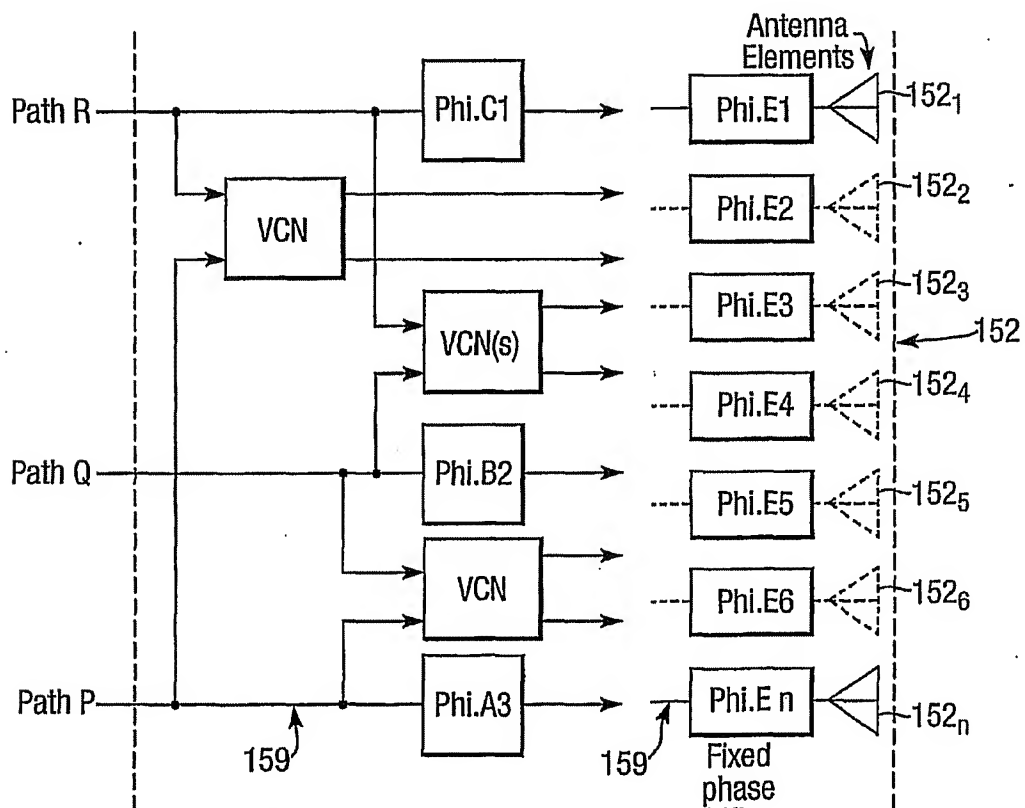 Antenna
Elements
Path R
Phi.C1
Phi.E1
152₁
VCN
Phi.E2
152₂
VCN(s)
Phi.E3
152₃
152
Phi.E4
152₄
Path Q
Phi.B2
Phi.E5
152₅
VCN
Phi.E6
152₆
Path P
Phi.A3
Phi.E n
152ₙ
159
159
Fixed
phase